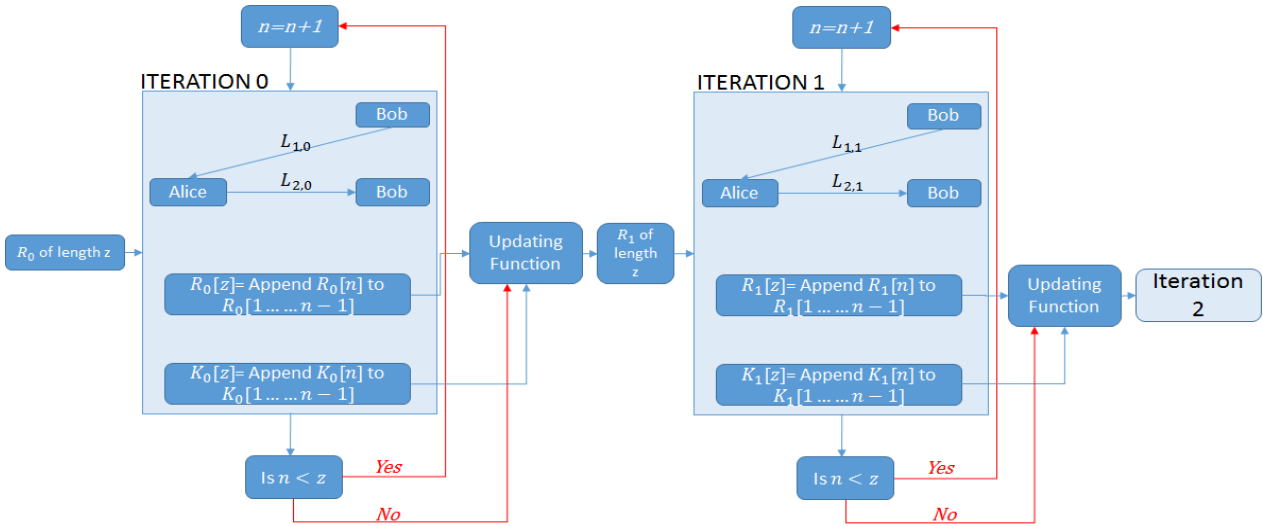 n=n+1
ITERATION 0
Bob
L1,0
Alice
L2,0
Bob
R0 of length z
R0[z]= Append R0[n] to
R0[1 … … n − 1]
K0[z]= Append K0[n] to
K0[1 … … n − 1]
Is n < z
Yes
No
Updating
Function
R1 of
length
z
n=n+1
ITERATION 1
Bob
L1,1
Alice
L2,1
Bob
R1[z]= Append R1[n] to
R1[1 … … n − 1]
K1[z]= Append K1[n] to
K1[1 … … n − 1]
Is n < z
Yes
No
Updating
Function
Iteration
2